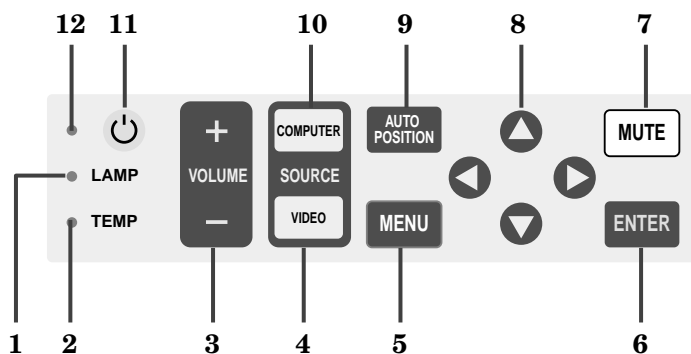 12 11 10 9 8 7
AUTO
POSITION
COMPUTER
MUTE
+
LAMP VOLUME SOURCE
TEMP – VIDEO MENU ENTER
1 2 3 4 5 6